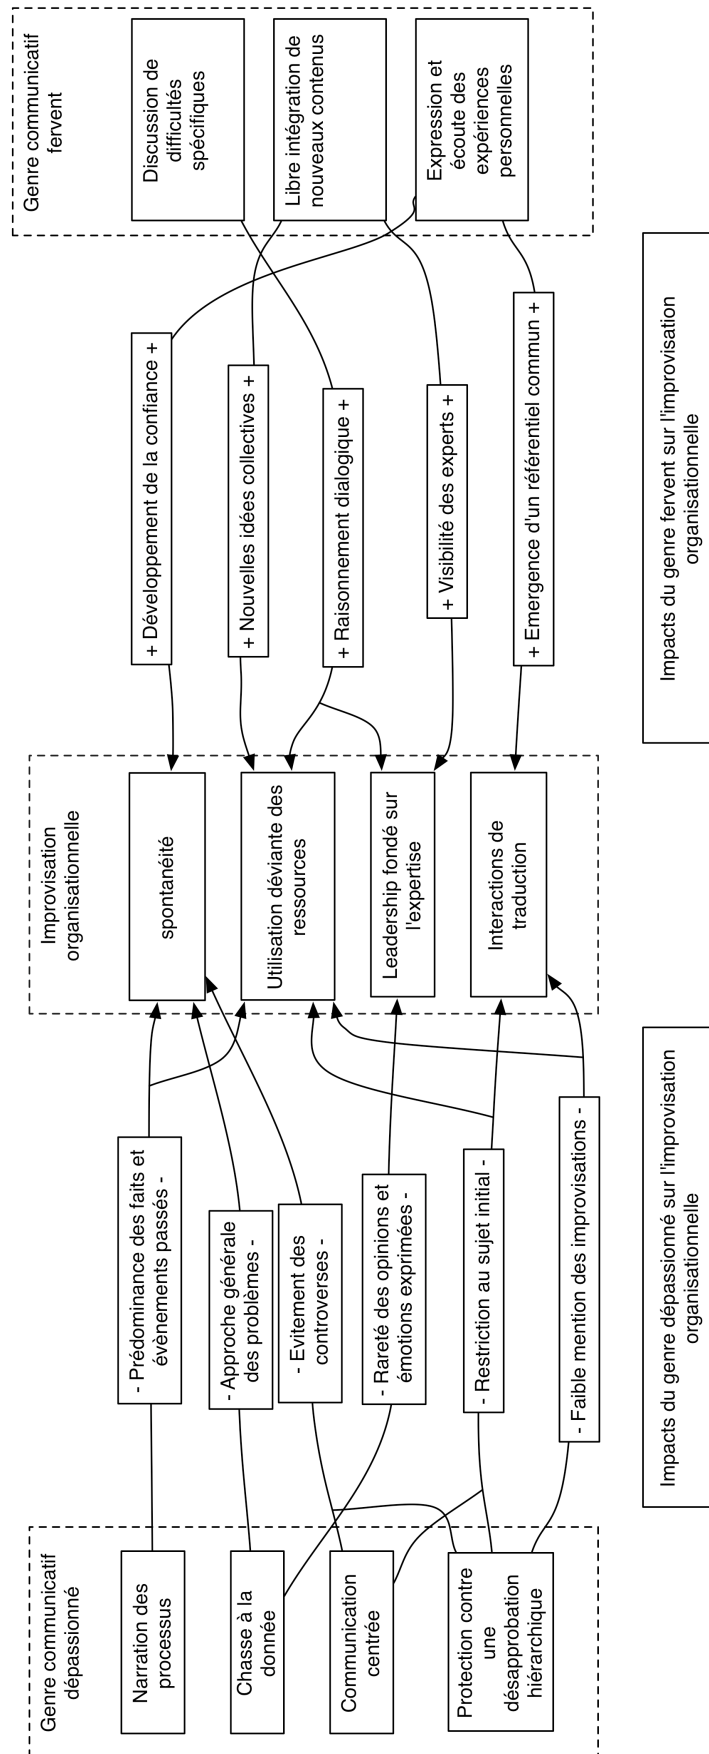 Genre communicatif
dépassionné
Narration des
processus
Chasse à la
donnée
Communication
centrée
Protection contre
une
désapprobation
hiérarchique
- Prédominance des faits et
évènements passés -
- Approche générale
des problèmes -
- Evitement des
controverses -
- Rareté des opinions et
émotions exprimées -
- Restriction au sujet initial -
- Faible mention des improvisations -
Impacts du genre dépassionné sur l'improvisation
organisationnelle
Improvisation
organisationnelle
spontanéité
Utilisation déviante des
ressources
Leadership fondé sur
l'expertise
Interactions de
traduction
+ Développement de la confiance +
+ Nouvelles idées collectives +
+ Raisonnement dialogique +
+ Visibilité des experts +
+ Emergence d'un référentiel commun +
Impacts du genre fervent sur l'improvisation
organisationnelle
Genre communicatif
fervent
Discussion de
difficultés
spécifiques
Libre intégration de
nouveaux contenus
Expression et
écoute des
expériences
personnelles